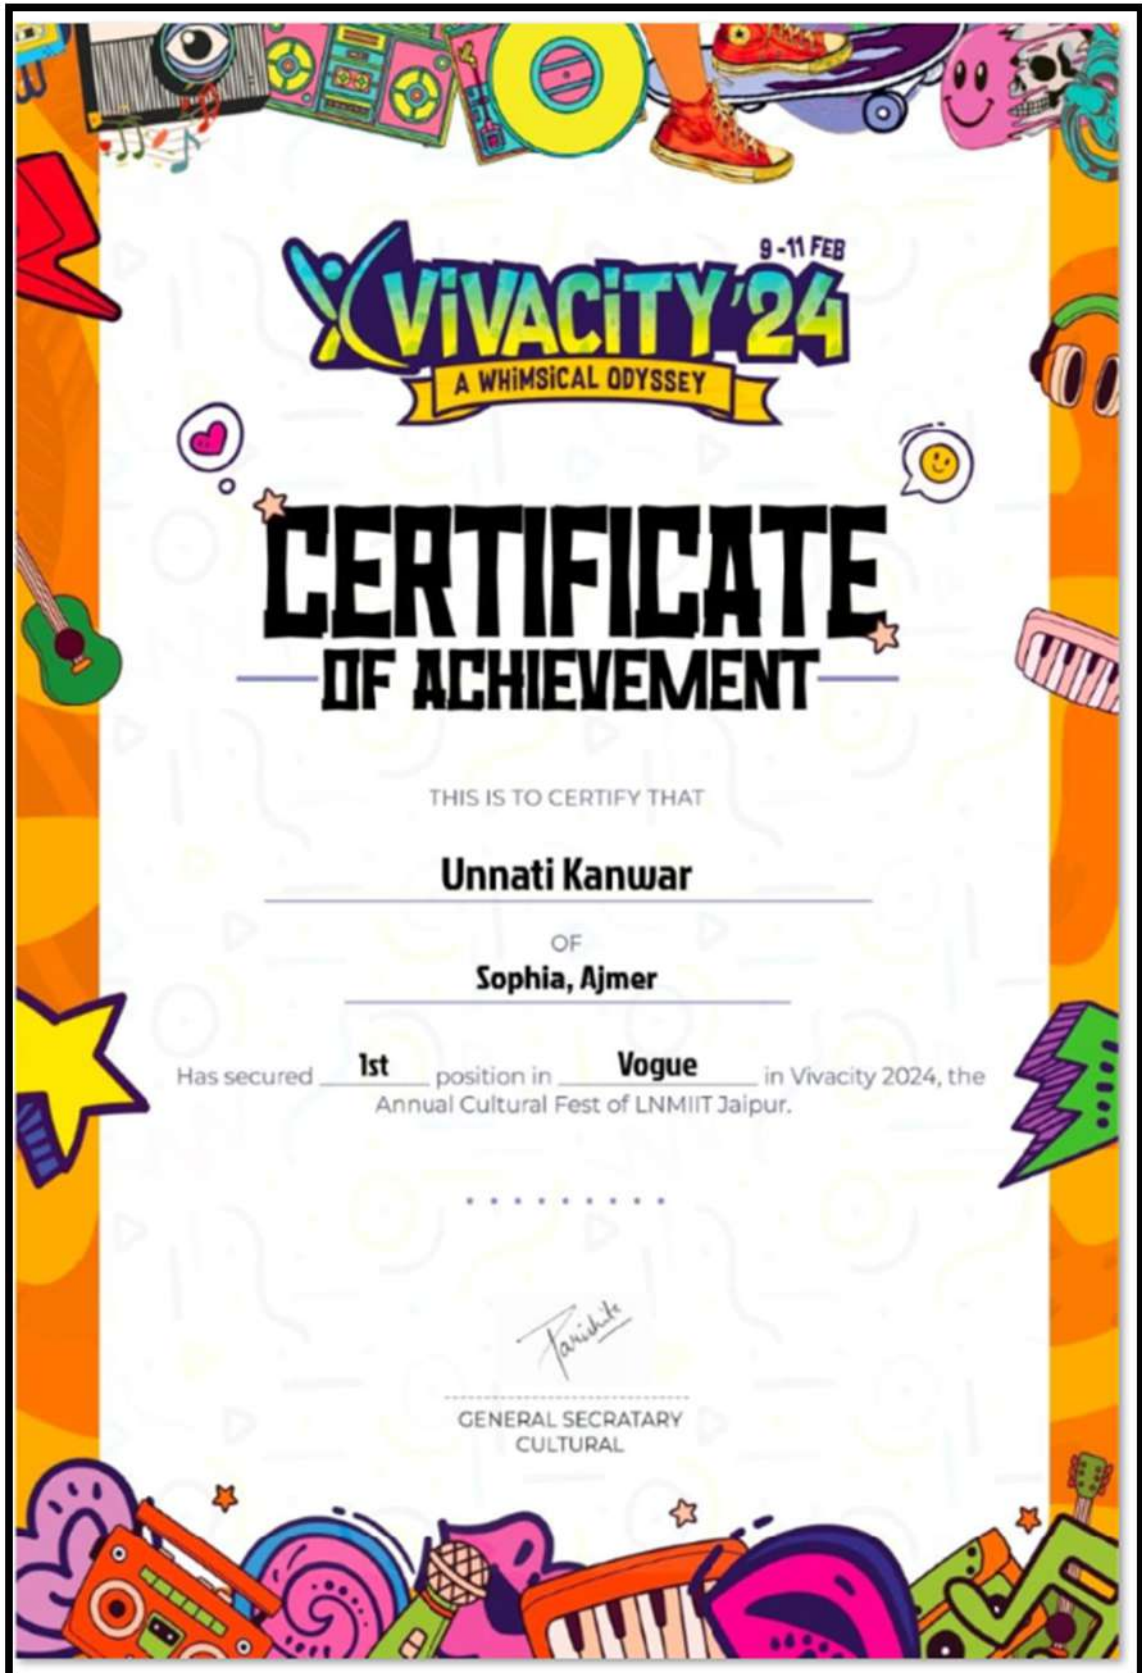 9 -11 FEB
ViVACiTY '24
A WHiMSiCAL ODYSSEY
CERTIFICATE
OF ACHIEVEMENT
THIS IS TO CERTIFY THAT
Unnati Kanwar
OF
Sophia, Ajmer
Has secured 1st position in Vogue in Vivacity 2024, the
Annual Cultural Fest of LNMIIT Jaipur.
GENERAL SECRATARY
CULTURAL